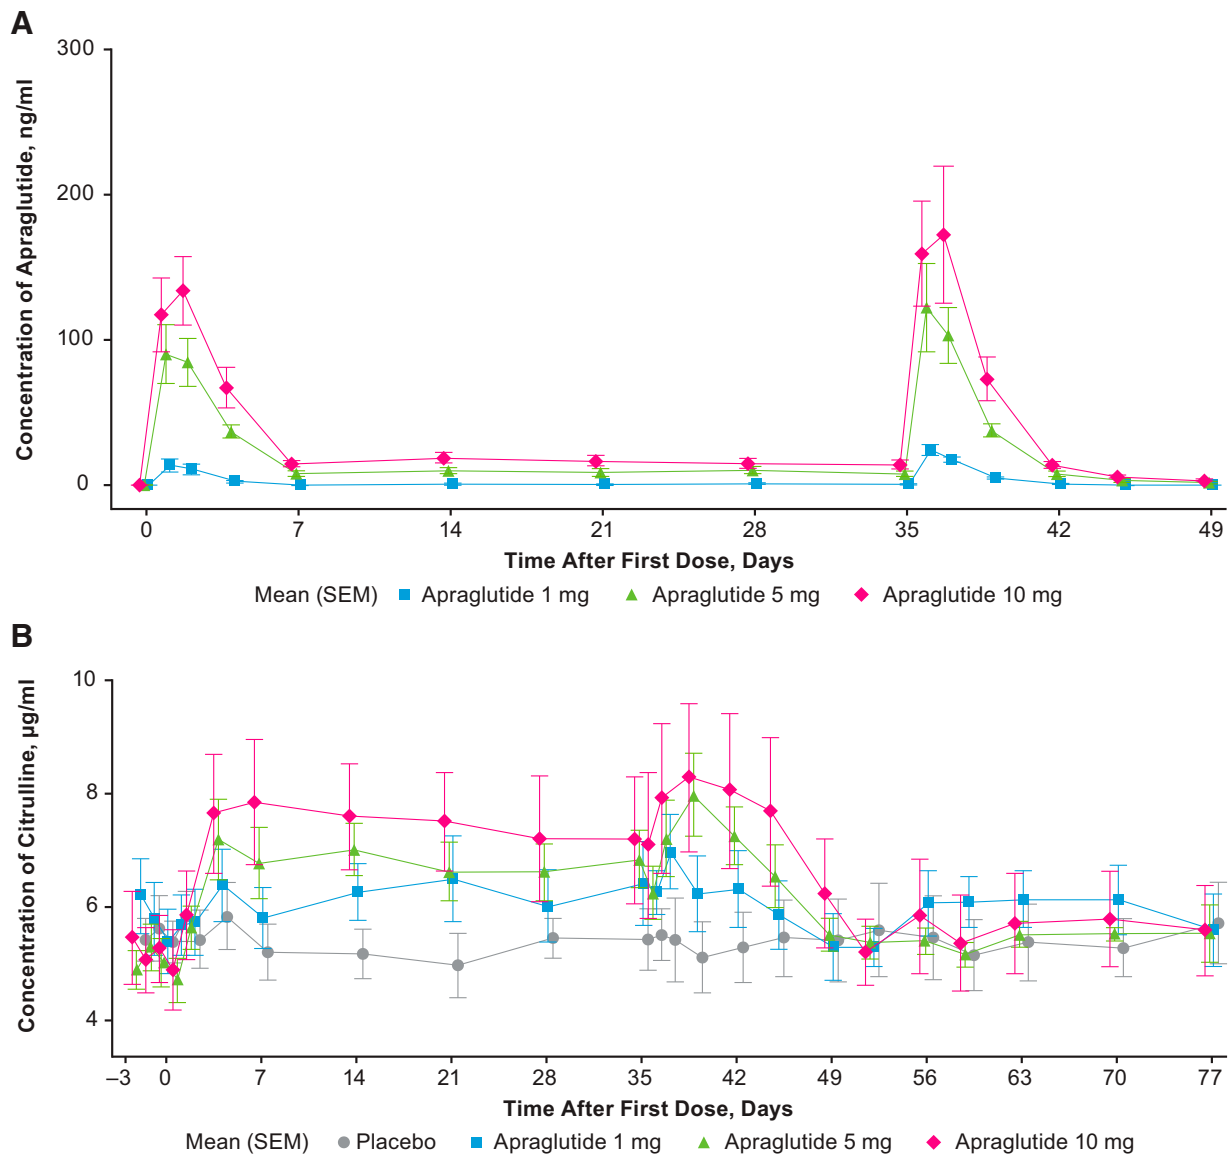 A
Concentration of Apraglutide, ng/ml
300
200
100
0
0 7 14 21 28 35 42 49
Time After First Dose, Days
Mean (SEM) Apraglutide 1 mg Apraglutide 5 mg Apraglutide 10 mg
B
Concentration of Citrulline, µg/ml
10
8
6
4
–3 0 7 14 21 28 35 42 49 56 63 70 77
Time After First Dose, Days
Mean (SEM) Placebo Apraglutide 1 mg Apraglutide 5 mg Apraglutide 10 mg